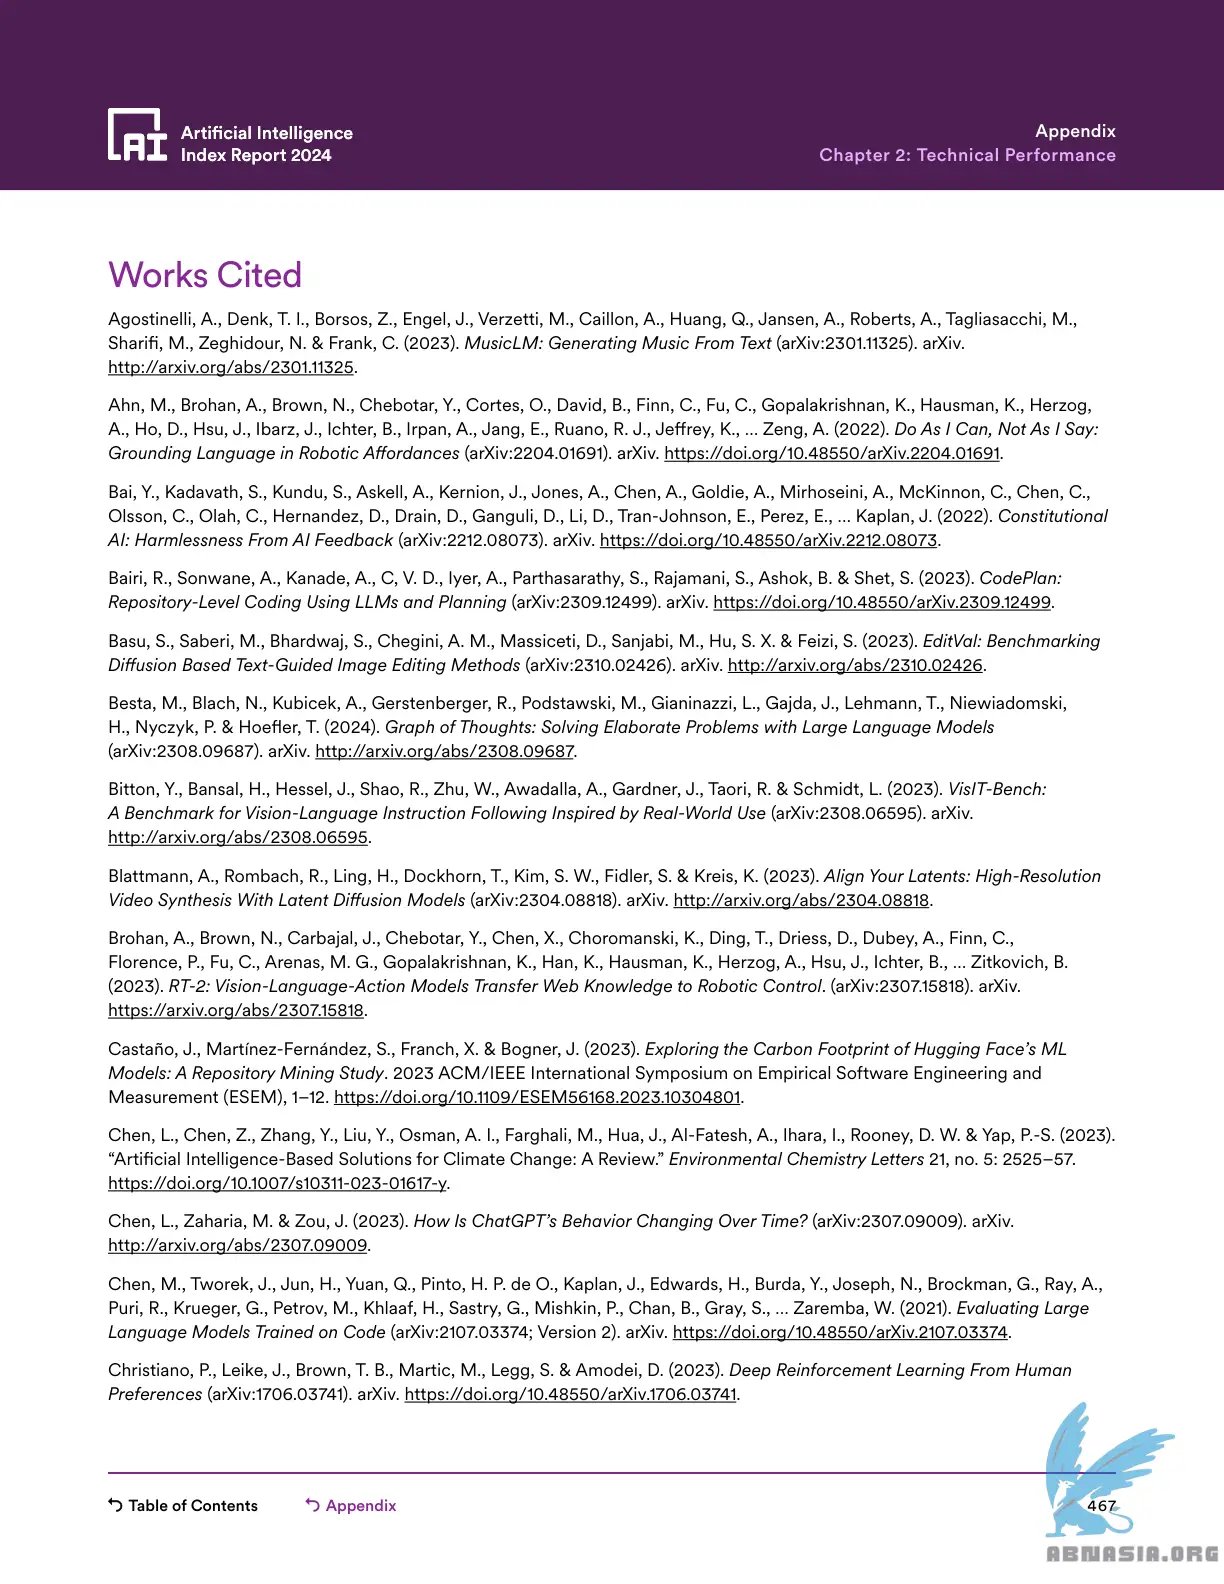 Artificial Intelligence
Index Report 2024
Appendix
Chapter 2: Technical Performance
Works Cited
Agostinelli, A., Denk, T. I., Borsos, Z., Engel, J., Verzetti, M., Caillon, A., Huang, Q., Jansen, A., Roberts, A., Tagliasacchi, M.,
Sharifi, M., Zeghidour, N. & Frank, C. (2023). MusicLM: Generating Music From Text (arXiv:2301.11325). arXiv.
http://arxiv.org/abs/2301.11325.
Ahn, M., Brohan, A., Brown, N., Chebotar, Y., Cortes, O., David, B., Finn, C., Fu, C., Gopalakrishnan, K., Hausman, K., Herzog,
A., Ho, D., Hsu, J., Ibarz, J., Ichter, B., Irpan, A., Jang, E., Ruano, R. J., Jeffrey, K., ... Zeng, A. (2022). Do As I Can, Not As I Say:
Grounding Language in Robotic Affordances (arXiv:2204.01691). arXiv. https://doi.org/10.48550/arXiv.2204.01691.
Bai, Y., Kadavath, S., Kundu, S., Askell, A., Kernion, J., Jones, A., Chen, A., Goldie, A., Mirhoseini, A., McKinnon, C., Chen, C.,
Olsson, C., Olah, C., Hernandez, D., Drain, D., Ganguli, D., Li, D., Tran-Johnson, E., Perez, E., ... Kaplan, J. (2022). Constitutional
AI: Harmlessness From AI Feedback (arXiv:2212.08073). arXiv. https://doi.org/10.48550/arXiv.2212.08073.
Bairi, R., Sonwane, A., Kanade, A., C, V. D., Iyer, A., Parthasarathy, S., Rajamani, S., Ashok, B. & Shet, S. (2023). CodePlan:
Repository-Level Coding Using LLMs and Planning (arXiv:2309.12499). arXiv. https://doi.org/10.48550/arXiv.2309.12499.
Basu, S., Saberi, M., Bhardwaj, S., Chegini, A. M., Massiceti, D., Sanjabi, M., Hu, S. X. & Feizi, S. (2023). EditVal: Benchmarking
Diffusion Based Text-Guided Image Editing Methods (arXiv:2310.02426). arXiv. http://arxiv.org/abs/2310.02426.
Besta, M., Blach, N., Kubicek, A., Gerstenberger, R., Podstawski, M., Gianinazzi, L., Gajda, J., Lehmann, T., Niewiadomski,
H., Nyczyk, P. & Hoefler, T. (2024). Graph of Thoughts: Solving Elaborate Problems with Large Language Models
(arXiv:2308.09687). arXiv. http://arxiv.org/abs/2308.09687.
Bitton, Y., Bansal, H., Hessel, J., Shao, R., Zhu, W., Awadalla, A., Gardner, J., Taori, R. & Schmidt, L. (2023). VisIT-Bench:
A Benchmark for Vision-Language Instruction Following Inspired by Real-World Use (arXiv:2308.06595). arXiv.
http://arxiv.org/abs/2308.06595.
Blattmann, A., Rombach, R., Ling, H., Dockhorn, T., Kim, S. W., Fidler, S. & Kreis, K. (2023). Align Your Latents: High-Resolution
Video Synthesis With Latent Diffusion Models (arXiv:2304.08818). arXiv. http://arxiv.org/abs/2304.08818.
Brohan, A., Brown, N., Carbajal, J., Chebotar, Y., Chen, X., Choromanski, K., Ding, T., Driess, D., Dubey, A., Finn, C.,
Florence, P., Fu, C., Arenas, M. G., Gopalakrishnan, K., Han, K., Hausman, K., Herzog, A., Hsu, J., Ichter, B., ... Zitkovich, B.
(2023). RT-2: Vision-Language-Action Models Transfer Web Knowledge to Robotic Control. (arXiv:2307.15818). arXiv.
https://arxiv.org/abs/2307.15818.
Castaño, J., Martínez-Fernández, S., Franch, X. & Bogner, J. (2023). Exploring the Carbon Footprint of Hugging Face’s ML
Models: A Repository Mining Study. 2023 ACM/IEEE International Symposium on Empirical Software Engineering and
Measurement (ESEM), 1–12. https://doi.org/10.1109/ESEM56168.2023.10304801.
Chen, L., Chen, Z., Zhang, Y., Liu, Y., Osman, A. I., Farghali, M., Hua, J., Al-Fatesh, A., Ihara, I., Rooney, D. W. & Yap, P.-S. (2023).
“Artificial Intelligence-Based Solutions for Climate Change: A Review.” Environmental Chemistry Letters 21, no. 5: 2525–57.
https://doi.org/10.1007/s10311-023-01617-y.
Chen, L., Zaharia, M. & Zou, J. (2023). How Is ChatGPT’s Behavior Changing Over Time? (arXiv:2307.09009). arXiv.
http://arxiv.org/abs/2307.09009.
Chen, M., Tworek, J., Jun, H., Yuan, Q., Pinto, H. P. de O., Kaplan, J., Edwards, H., Burda, Y., Joseph, N., Brockman, G., Ray, A.,
Puri, R., Krueger, G., Petrov, M., Khlaaf, H., Sastry, G., Mishkin, P., Chan, B., Gray, S., ... Zaremba, W. (2021). Evaluating Large
Language Models Trained on Code (arXiv:2107.03374; Version 2). arXiv. https://doi.org/10.48550/arXiv.2107.03374.
Christiano, P., Leike, J., Brown, T. B., Martic, M., Legg, S. & Amodei, D. (2023). Deep Reinforcement Learning From Human
Preferences (arXiv:1706.03741). arXiv. https://doi.org/10.48550/arXiv.1706.03741.
Table of Contents
Appendix
467
ABNASIA.ORG